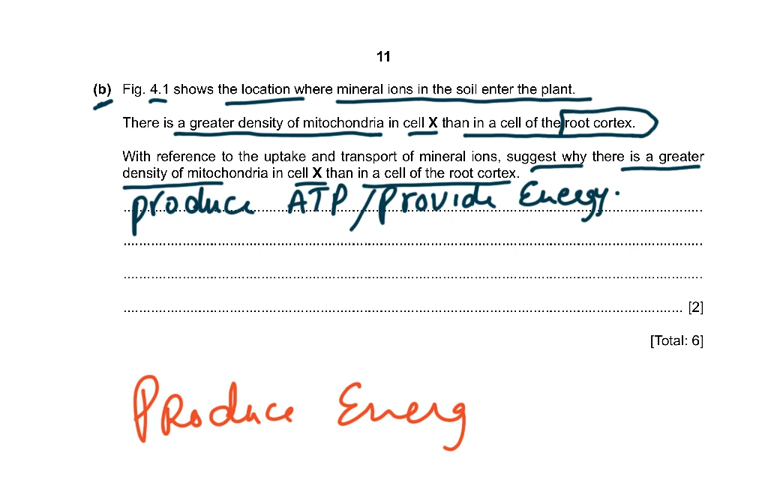 11
(b) Fig. 4.1 shows the location where mineral ions in the soil enter the plant.
There is a greater density of mitochondria in cell X than in a cell of the root cortex.
With reference to the uptake and transport of mineral ions, suggest why there is a greater
density of mitochondria in cell X than in a cell of the root cortex.
produce ATP / Provide Energy.
[2]
[Total: 6]
Produce Energ